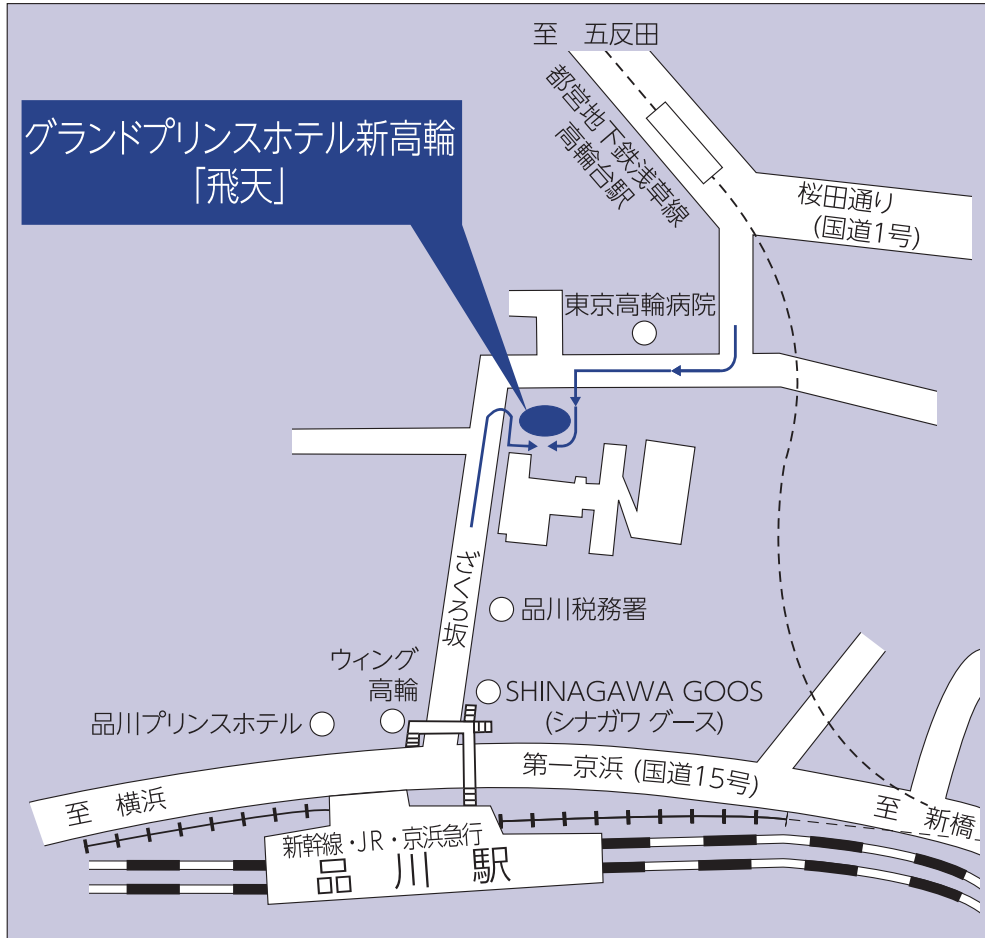 至 五反田
グランドプリンスホテル新高輪
「飛天」
都営地下鉄浅草線
高輪台駅
桜田通り
(国道1号)
東京高輪病院
ざくろ坂
品川税務署
ウィング
高輪
SHINAGAWA GOOS
(シナガワ グース)
品川プリンスホテル
第一京浜 (国道15号)
至 横浜
至 新橋
新幹線・JR・京浜急行
品川駅